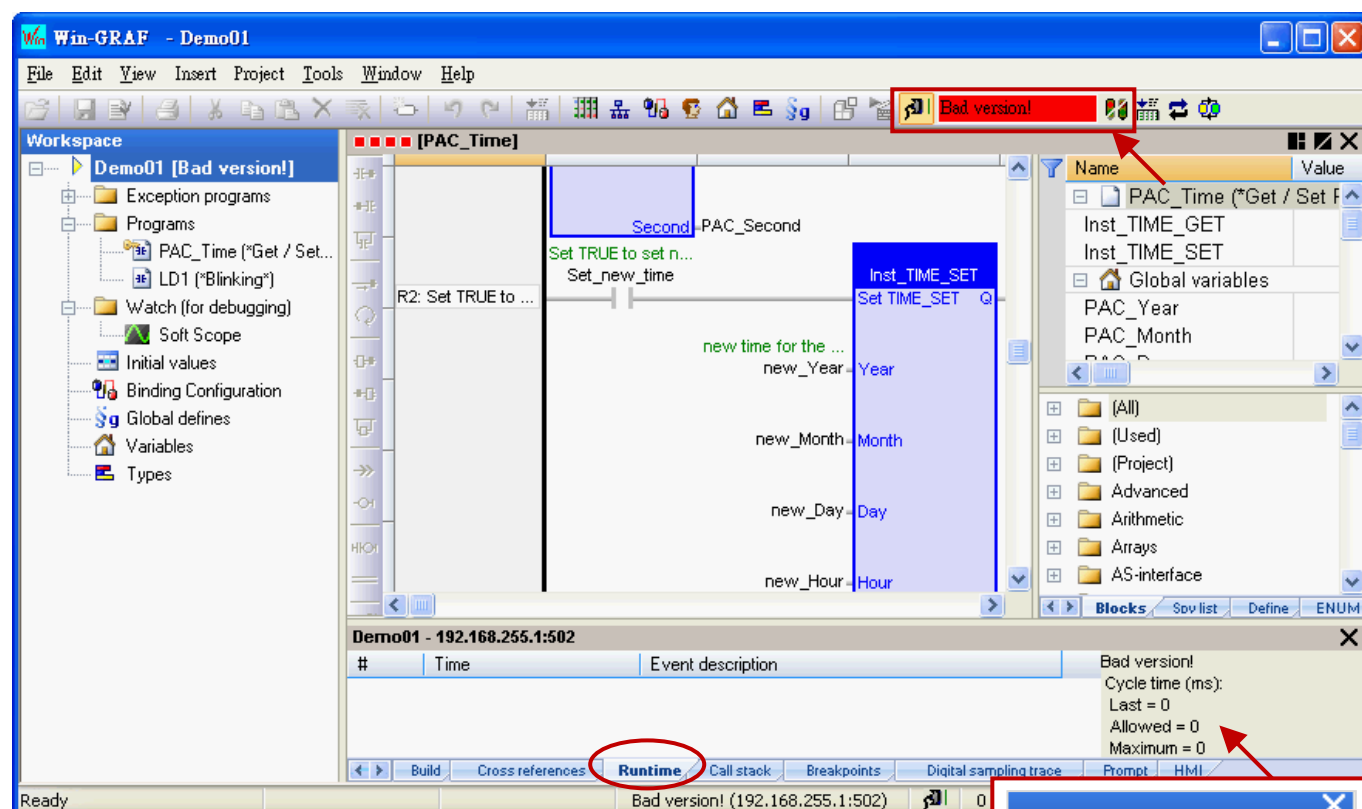 Win-GRAF - Demo01
File Edit View Insert Project Tools Window Help
Bad version!
Workspace
Demo01 [Bad version!]
Exception programs
Programs
PAC_Time (*Get / Set...
LD1 (*Blinking*)
Watch (for debugging)
Soft Scope
Initial values
Binding Configuration
Global defines
Variables
Types
[PAC_Time]
Second PAC_Second
Set TRUE to set n...
Set_new_time
R2: Set TRUE to ...
Inst_TIME_SET
Set TIME_SET Q
new time for the ...
new_Year Year
new_Month Month
new_Day Day
new_Hour Hour
Name Value
PAC_Time (*Get / Set
Inst_TIME_GET
Inst_TIME_SET
Global variables
PAC_Year
PAC_Month
(All)
(Used)
(Project)
Advanced
Arithmetic
Arrays
AS-interface
Blocks Spy list Define ENUM
Demo01 - 192.168.255.1:502
# Time Event description
Bad version!
Cycle time (ms):
Last = 0
Allowed = 0
Maximum = 0
Build Cross references Runtime Call stack Breakpoints Digital sampling trace Prompt HMI
Ready Bad version! (192.168.255.1:502) 0